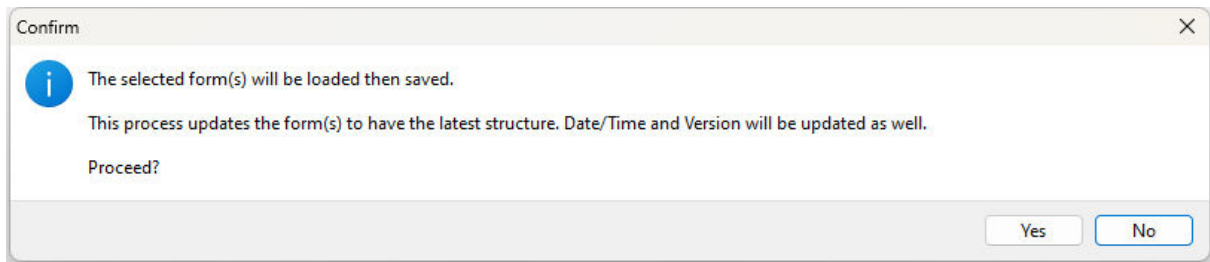 Confirm
The selected form(s) will be loaded then saved.
This process updates the form(s) to have the latest structure. Date/Time and Version will be updated as well.
Proceed?
Yes No